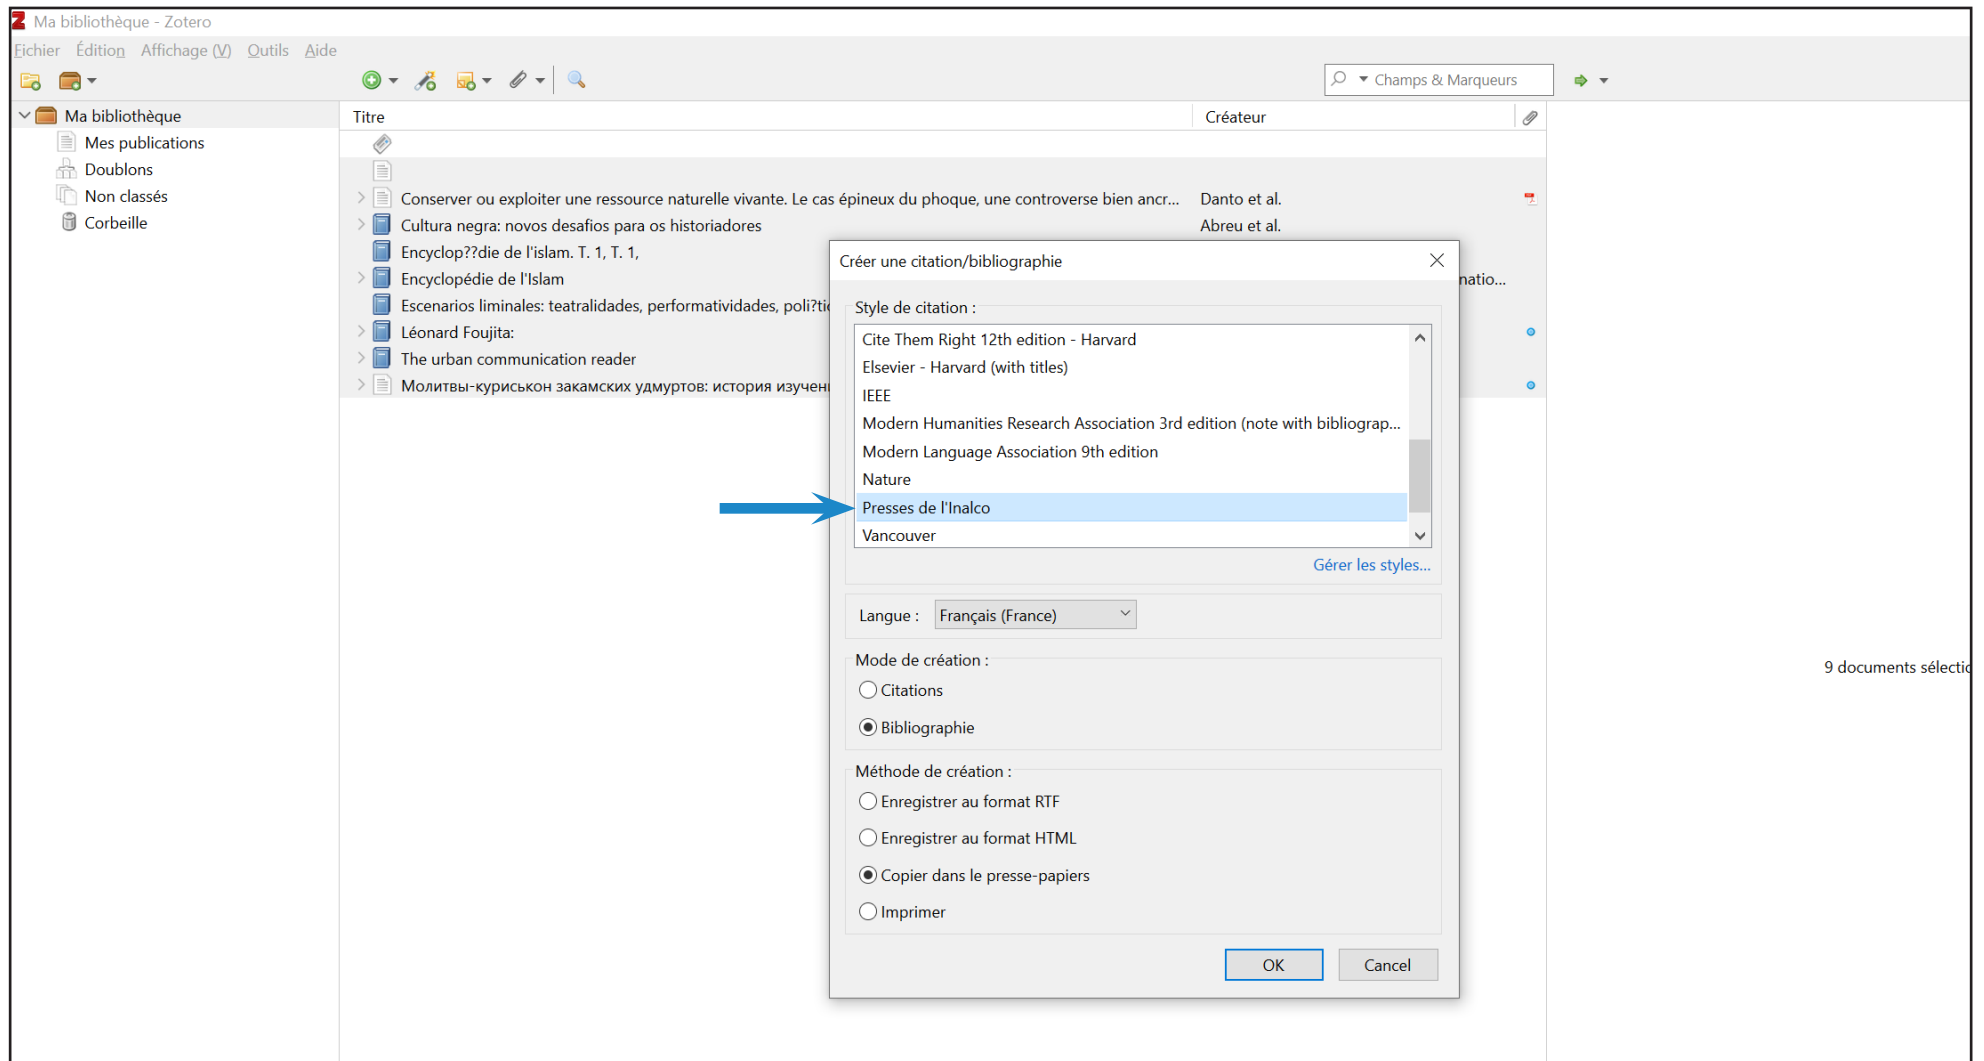 Ma bibliothèque - Zotero
Fichier Édition Affichage (V) Outils Aide
Champs & Marqueurs
Ma bibliothèque
Mes publications
Doublons
Non classés
Corbeille
Titre Créateur
Conserver ou exploiter une ressource naturelle vivante. Le cas épineux du phoque, une controverse bien ancr... Danto et al.
Cultura negra: novos desafios para os historiadores Abreu et al.
Encyclop??die de l'islam. T. 1, T. 1,
Encyclopédie de l'Islam natio...
Escenarios liminales: teatralidades, performatividades, poli?ti
Léonard Foujita:
The urban communication reader
Молитвы-куриськон закамских удмуртов: история изучен
Créer une citation/bibliographie
Style de citation :
Cite Them Right 12th edition - Harvard
Elsevier - Harvard (with titles)
IEEE
Modern Humanities Research Association 3rd edition (note with bibliograp...
Modern Language Association 9th edition
Nature
Presses de l'Inalco
Vancouver
Gérer les styles...
Langue : Français (France)
Mode de création :
Citations
Bibliographie
Méthode de création :
Enregistrer au format RTF
Enregistrer au format HTML
Copier dans le presse-papiers
Imprimer
OK Cancel
9 documents sélectio